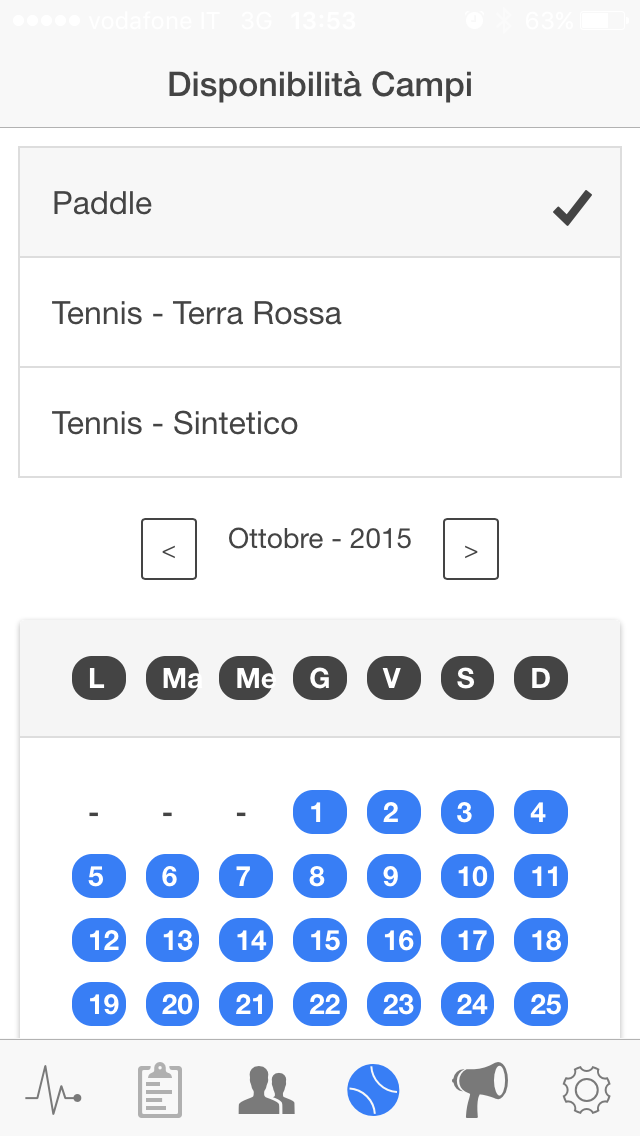 vodafone IT 3G 13:53 63%
Disponibilità Campi
Paddle
Tennis - Terra Rossa
Tennis - Sintetico
< Ottobre - 2015 >
L Ma Me G V S D
- - - 1 2 3 4
5 6 7 8 9 10 11
12 13 14 15 16 17 18
19 20 21 22 23 24 25